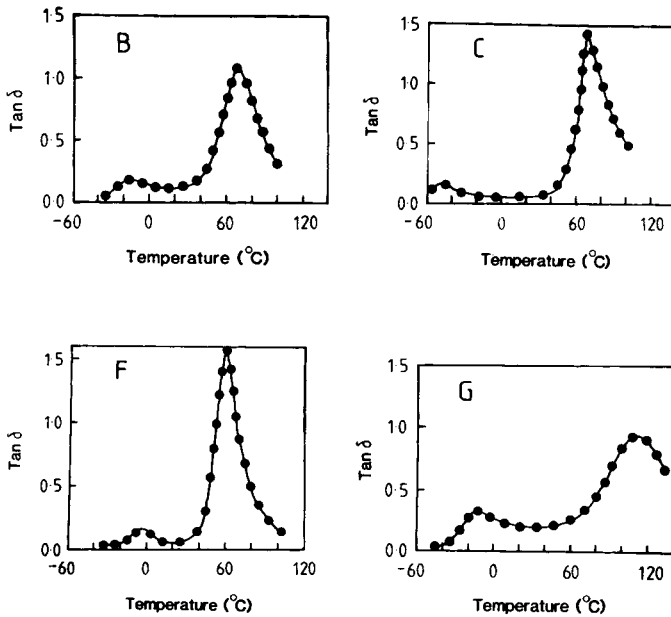 B
1·5
1·0
0·5
0·0
Tan δ
-60 0 60 120
Temperature (°C)
C
1·5
1·0
0·5
0·0
Tan δ
-60 0 60 120
Temperature (°C)
F
1·5
1·0
0·5
0·0
Tan δ
-60 0 60 120
Temperature (°C)
G
1·5
1·0
0·5
0·0
Tan δ
-60 0 60 120
Temperature (°C)